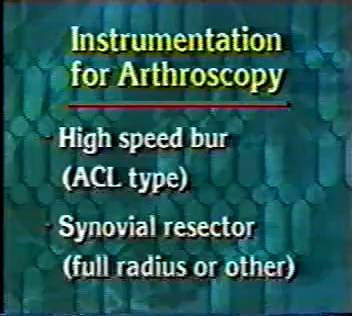 Instrumentation
for Arthroscopy
- High speed bur
(ACL type)
- Synovial resector
(full radius or other)